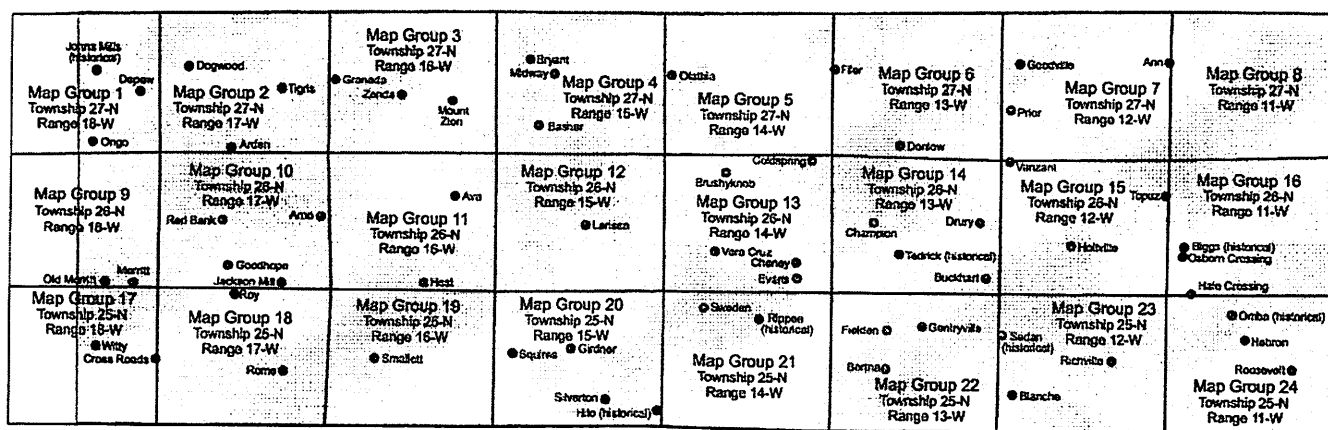 Johns Mills
(historical)
Depew
Map Group 1
Township 27-N
Range 18-W
Ongo
Dogwood
Map Group 2
Township 27-N
Range 17-W
Tigris
Arden
Map Group 3
Township 27-N
Range 16-W
Granada
Zenda
Mount
Zion
Bryant
Midway
Map Group 4
Township 27-N
Range 15-W
Basher
Olathia
Map Group 5
Township 27-N
Range 14-W
Coldspring
Filer
Map Group 6
Township 27-N
Range 13-W
Dorlow
Goodville
Ann
Prior
Map Group 7
Township 27-N
Range 12-W
Vanzant
Map Group 8
Township 27-N
Range 11-W
Map Group 9
Township 26-N
Range 18-W
Old Merritt
Merritt
Map Group 10
Township 26-N
Range 17-W
Red Bank
Arno
Goodhope
Jackson Mill
Ava
Map Group 11
Township 26-N
Range 16-W
Hest
Map Group 12
Township 26-N
Range 15-W
Larissa
Brushyknob
Map Group 13
Township 26-N
Range 14-W
Vera Cruz
Cheney
Evans
Map Group 14
Township 26-N
Range 13-W
Champion
Drury
Tedrick (historical)
Buckhart
Map Group 15
Township 26-N
Range 12-W
Topaz
Holtville
Map Group 16
Township 26-N
Range 11-W
Biggs (historical)
Osborn Crossing
Hale Crossing
Map Group 17
Township 25-N
Range 18-W
Witty
Cross Roads
Roy
Map Group 18
Township 25-N
Range 17-W
Rome
Map Group 19
Township 25-N
Range 16-W
Smallett
Map Group 20
Township 25-N
Range 15-W
Squires
Girdner
Silverton
Hilo (historical)
Sweden
Rippee
(historical)
Map Group 21
Township 25-N
Range 14-W
Fielden
Gentryville
Bertha
Map Group 22
Township 25-N
Range 13-W
Map Group 23
Township 25-N
Range 12-W
Sedan
(historical)
Richville
Blanche
Omba (historical)
Hebron
Roosevelt
Map Group 24
Township 25-N
Range 11-W